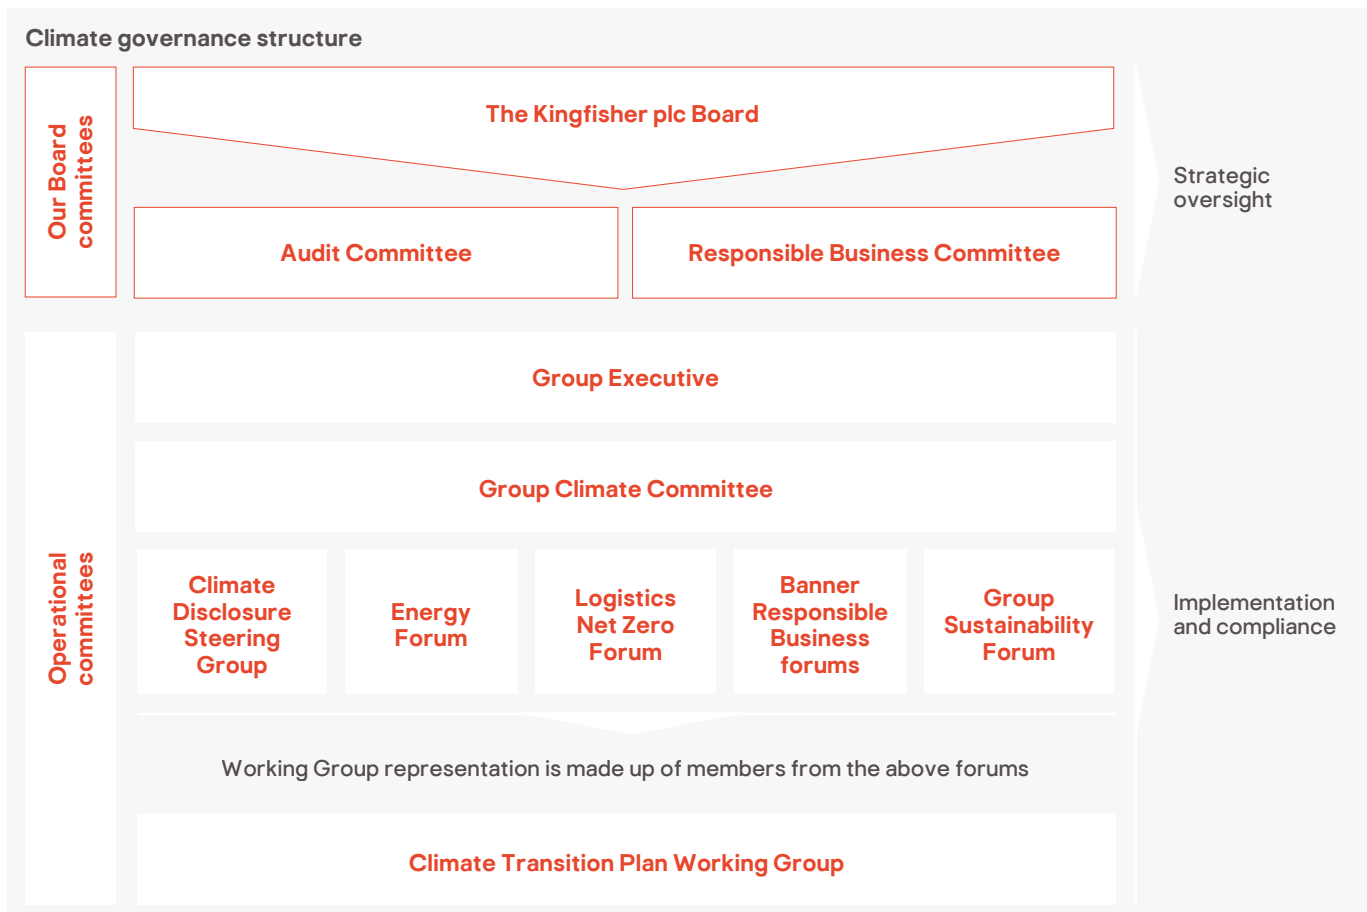 Climate governance structure
Our Board
committees
The Kingfisher plc Board
Audit Committee
Responsible Business Committee
Strategic
oversight
Operational
committees
Group Executive
Group Climate Committee
Climate
Disclosure
Steering
Group
Energy
Forum
Logistics
Net Zero
Forum
Banner
Responsible
Business
forums
Group
Sustainability
Forum
Implementation
and compliance
Working Group representation is made up of members from the above forums
Climate Transition Plan Working Group